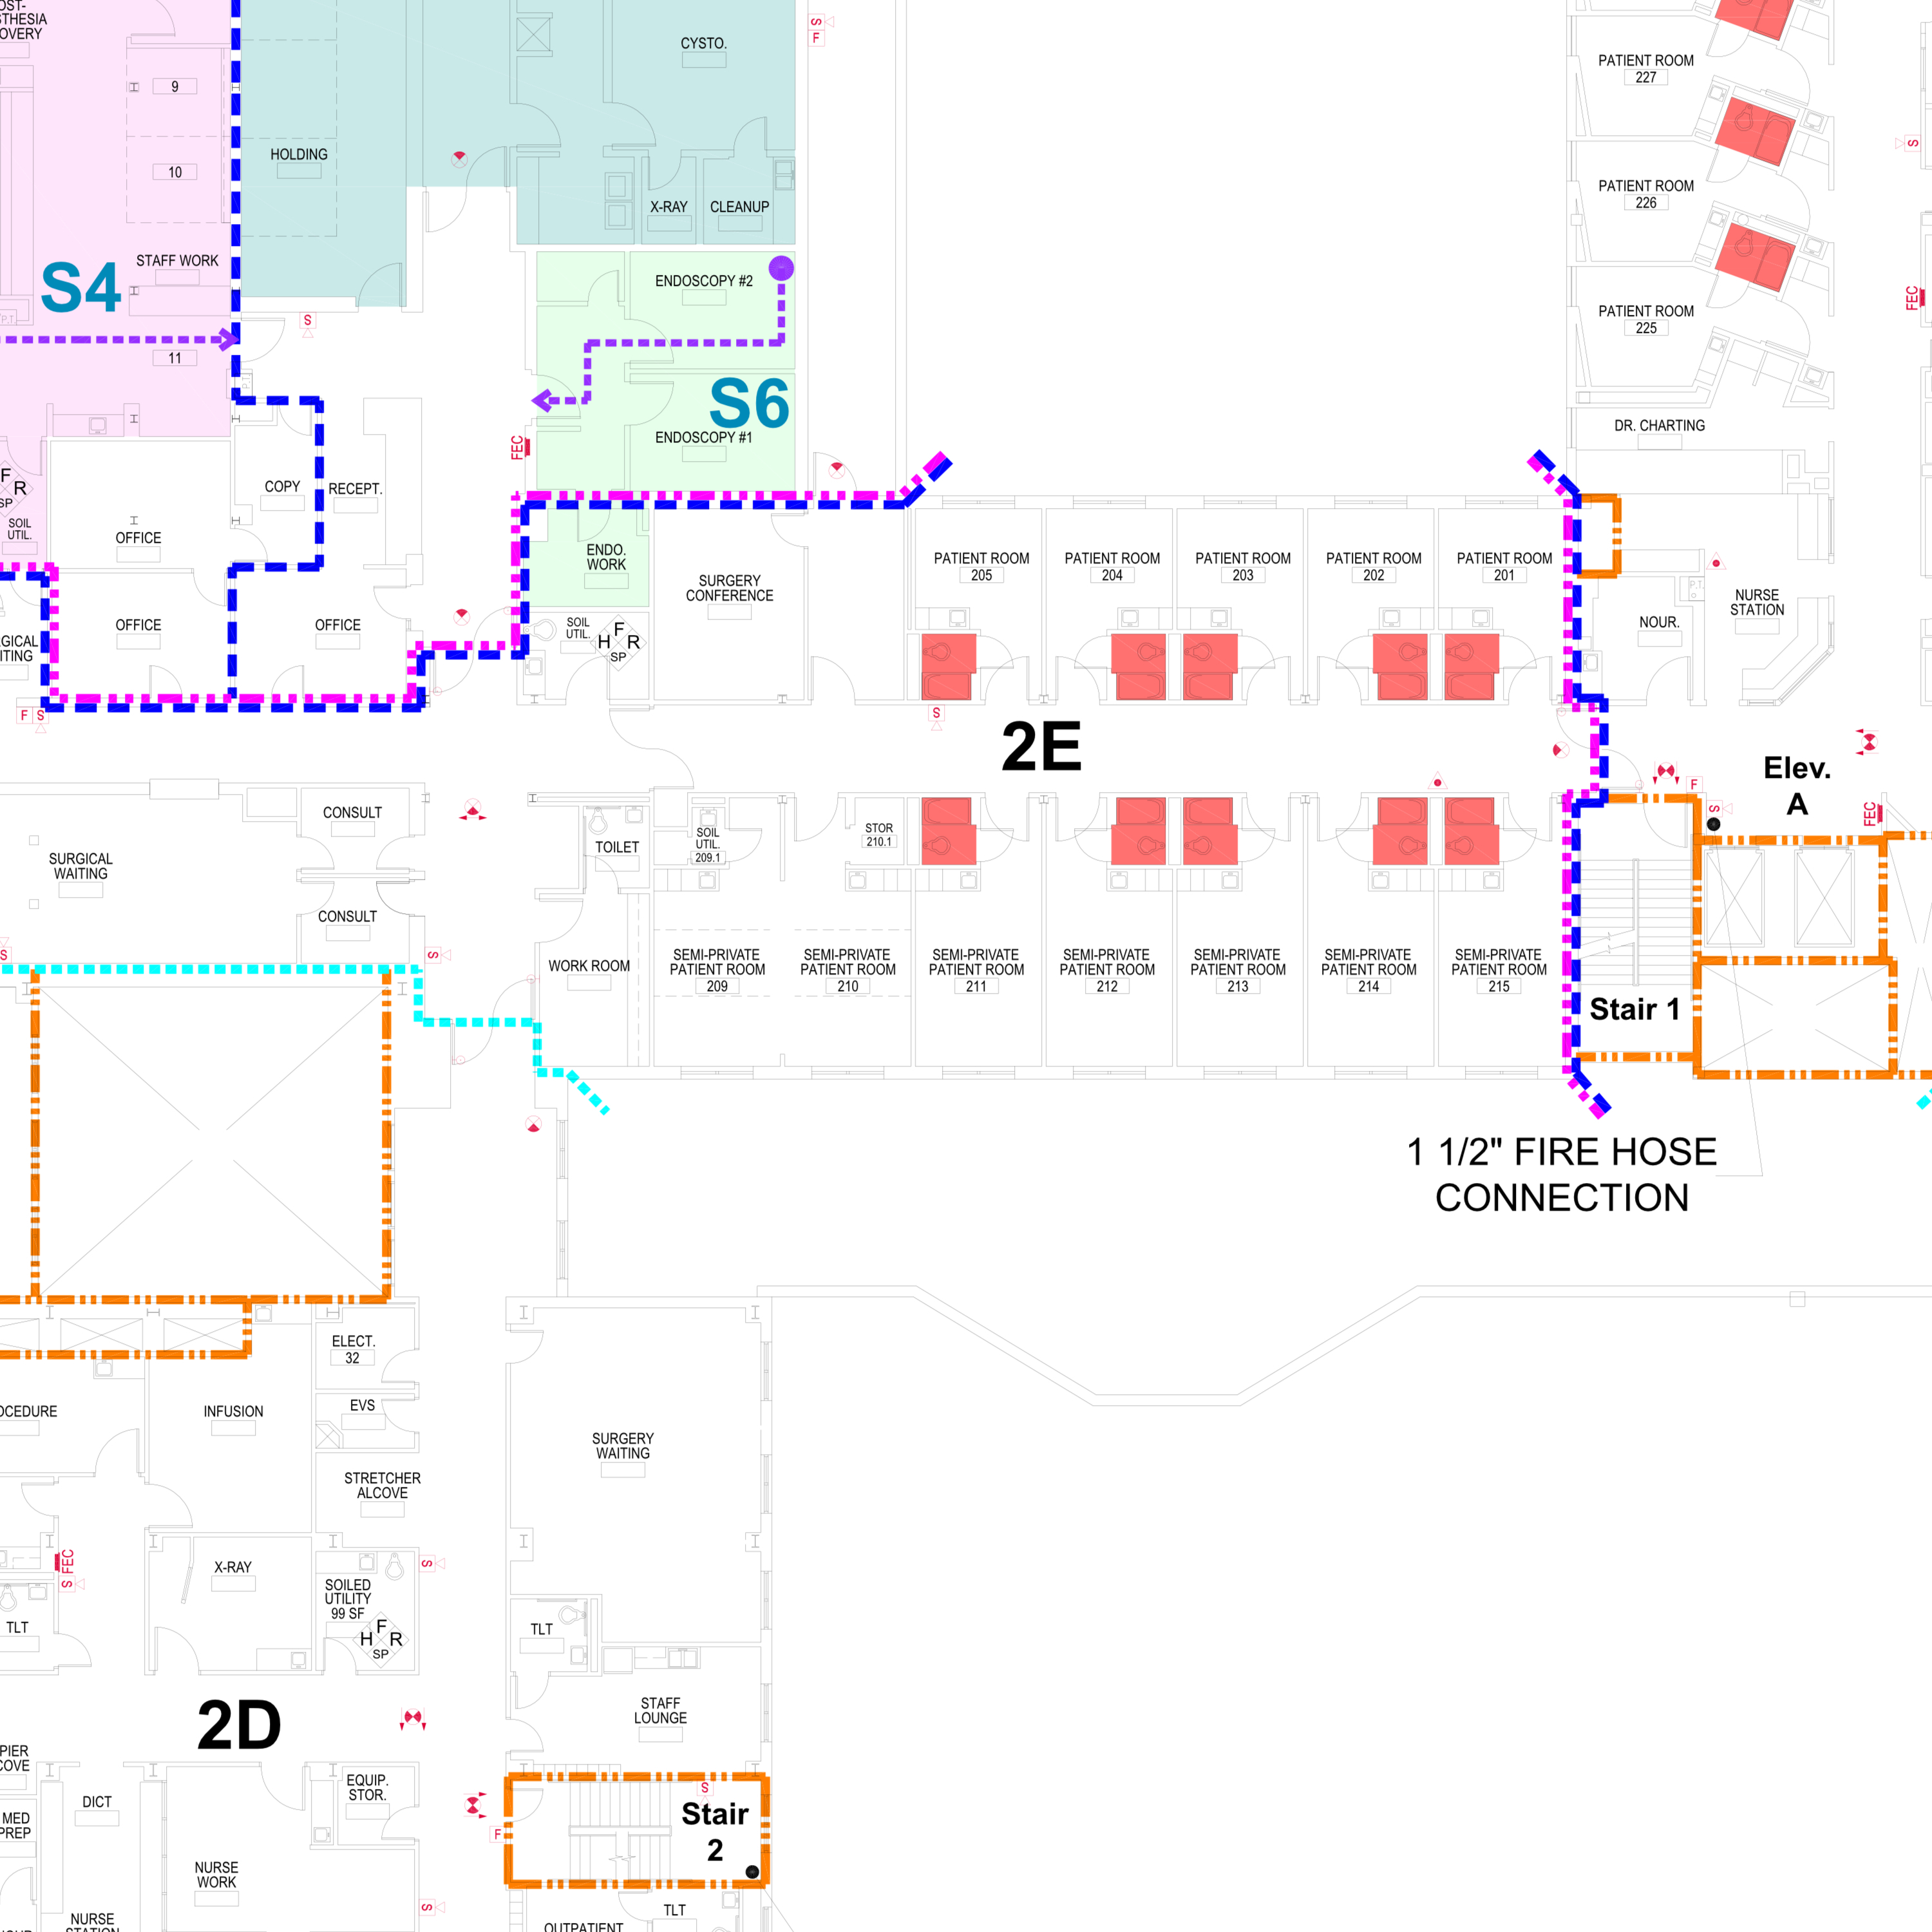 OVERY
9
10
STAFF WORK
S4
11
HOLDING
CYSTO.
X-RAY
CLEANUP
S
F
ENDOSCOPY #2
S6
ENDOSCOPY #1
FEC
S
PATIENT ROOM
227
PATIENT ROOM
226
PATIENT ROOM
225
DR. CHARTING
S
FEC
F
R
SP
SOIL
UTIL.
OFFICE
COPY
RECEPT.
OFFICE
OFFICE
F S
ENDO.
WORK
SOIL
UTIL.
F
H R
SP
SURGERY
CONFERENCE
PATIENT ROOM
205
PATIENT ROOM
204
PATIENT ROOM
203
PATIENT ROOM
202
PATIENT ROOM
201
NOUR.
NURSE
STATION
S
2E
Elev.
A
F
S
FEC
SURGICAL
WAITING
CONSULT
CONSULT
S
S
TOILET
WORK ROOM
SOIL
UTIL.
209.1
STOR
210.1
SEMI-PRIVATE
PATIENT ROOM
209
SEMI-PRIVATE
PATIENT ROOM
210
SEMI-PRIVATE
PATIENT ROOM
211
SEMI-PRIVATE
PATIENT ROOM
212
SEMI-PRIVATE
PATIENT ROOM
213
SEMI-PRIVATE
PATIENT ROOM
214
SEMI-PRIVATE
PATIENT ROOM
215
Stair 1
1 1/2" FIRE HOSE
CONNECTION
OCEDURE
INFUSION
ELECT.
32
EVS
STRETCHER
ALCOVE
SURGERY
WAITING
FEC
S
X-RAY
SOILED
UTILITY
99 SF
F
H R
SP
S
TLT
TLT
STAFF
LOUNGE
2D
PIER
COVE
MED
PREP
DICT
NURSE
WORK
EQUIP.
STOR.
F
S
Stair
2
S
NURSE
STATION
OUTPATIENT
TLT